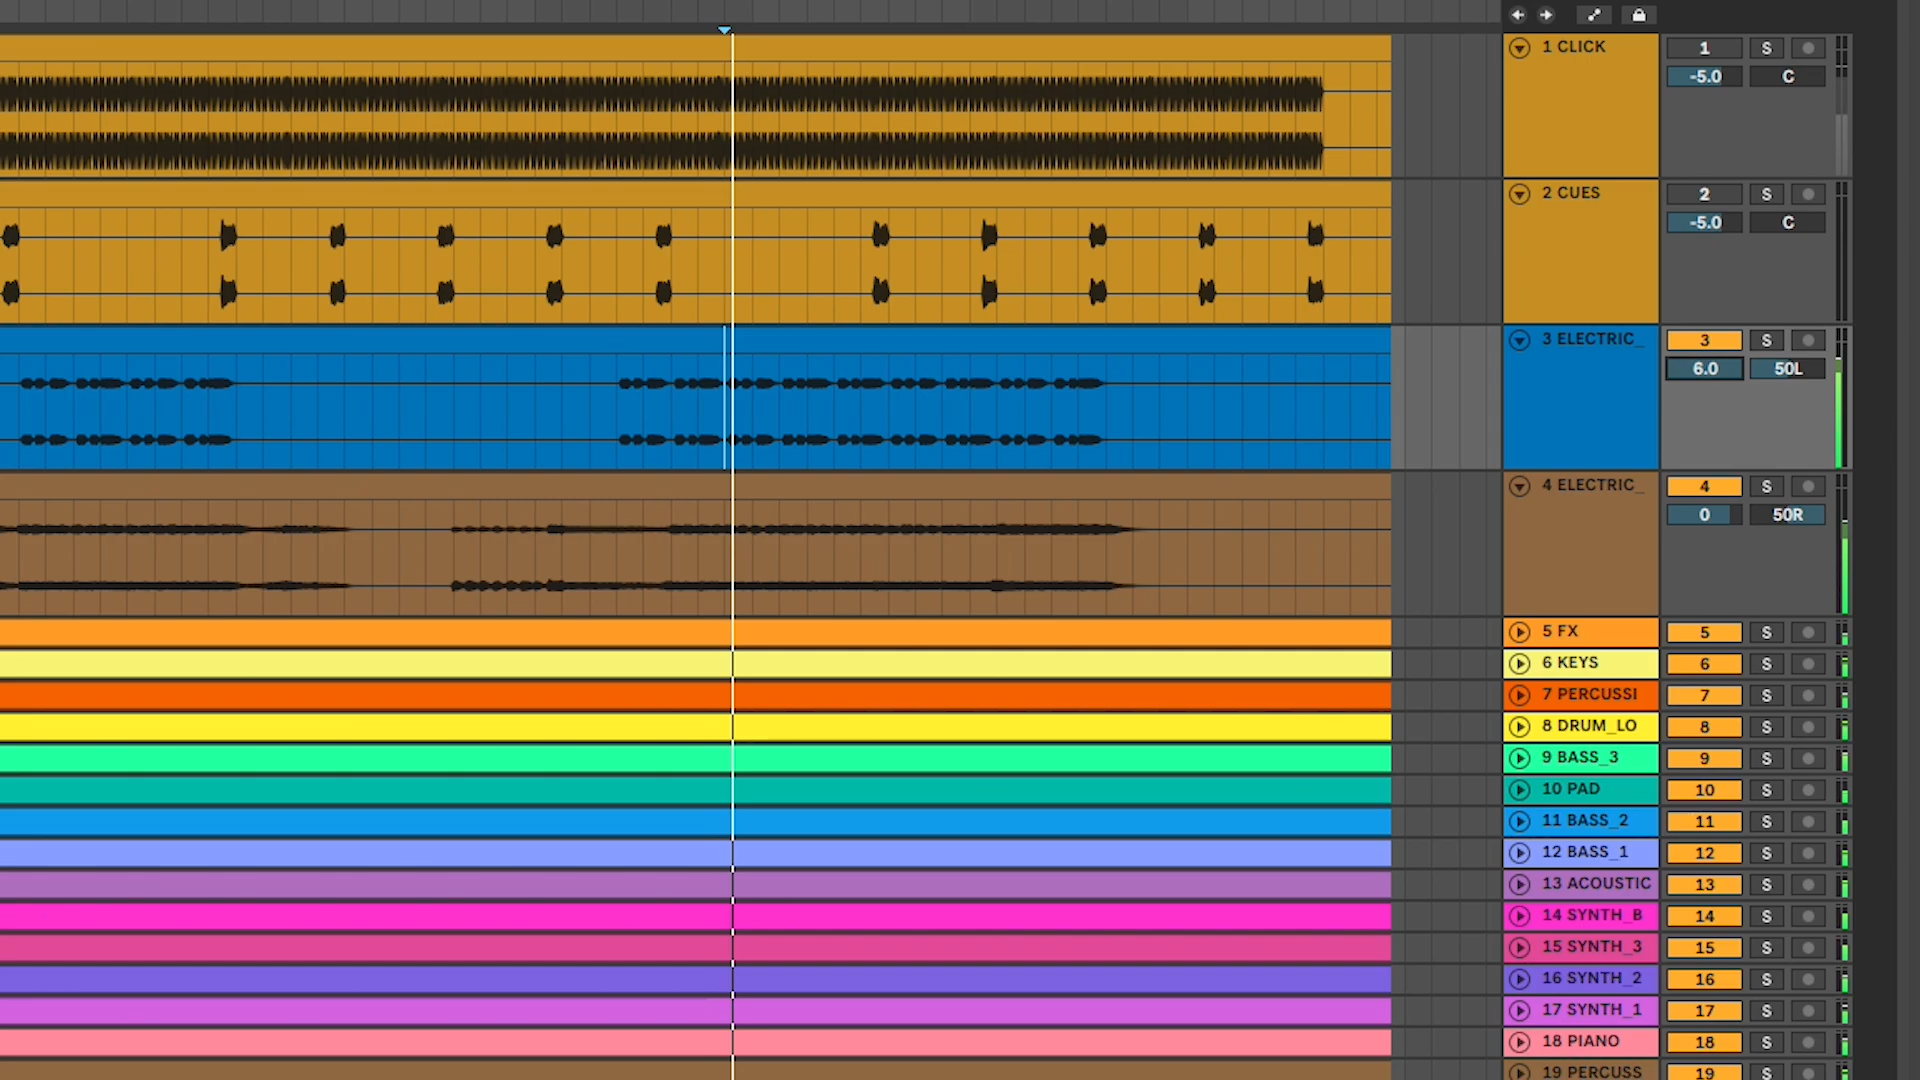 1 CLICK 1 S
-5.0 C
2 CUES 2 S
-5.0 C
3 ELECTRIC_ 3 S
6.0 50L
4 ELECTRIC_ 4 S
0 50R
5 FX 5 S
6 KEYS 6 S
7 PERCUSSI 7 S
8 DRUM_LO 8 S
9 BASS_3 9 S
10 PAD 10 S
11 BASS_2 11 S
12 BASS_1 12 S
13 ACOUSTIC 13 S
14 SYNTH_B 14 S
15 SYNTH_3 15 S
16 SYNTH_2 16 S
17 SYNTH_1 17 S
18 PIANO 18 S
19 PERCUSS 19 S